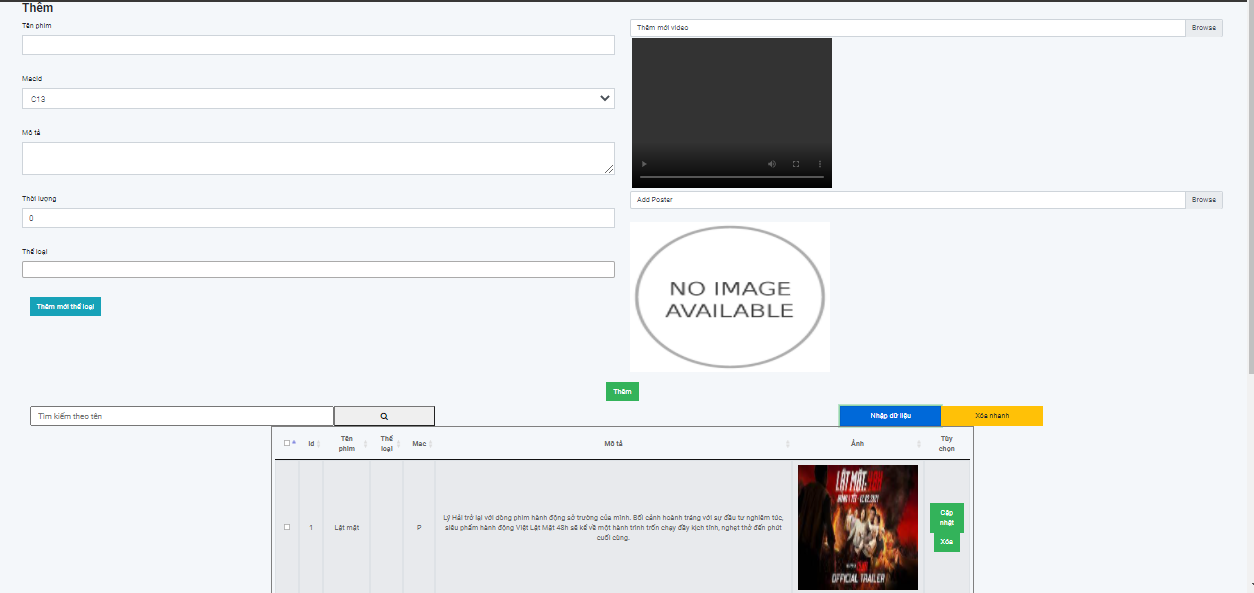 Thêm
Tên phim
MacId
C13
Mô tả
Thời lượng
0
Thể loại
Thêm mới thể loại
Thêm mới video
Browse
Add Poster
Browse
NO IMAGE
AVAILABLE
Thêm
Tìm kiếm theo tên
Nhập dữ liệu
Xóa nhanh
Id
Tên
phim
Thể
loại
Mac
Mô tả
Ảnh
Tùy
chọn
1
Lật mặt
P
Lý Hải trở lại với dòng phim hành động sở trường của mình. Bối cảnh hoành tráng với sự đầu tư nghiêm túc,
siêu phẩm hành động Việt Lật Mặt 48h sẽ kể về một hành trình trốn chạy đầy kịch tính, nghẹt thở đến phút
cuối cùng.
LẬT MẶT:48H
OFFICIAL TRAILER
Cập
nhật
Xóa